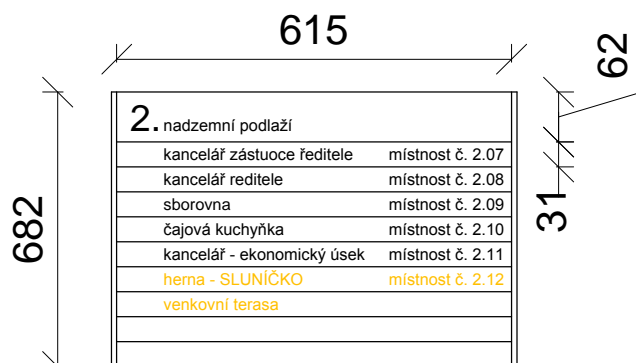 615
62
2. nadzemní podlaží
kancelář zástuoce ředitele místnost č. 2.07
kancelář reditele místnost č. 2.08
sborovna místnost č. 2.09
čajová kuchyňka místnost č. 2.10
kancelář - ekonomický úsek místnost č. 2.11
herna - SLUNÍČKO místnost č. 2.12
venkovní terasa
682
31